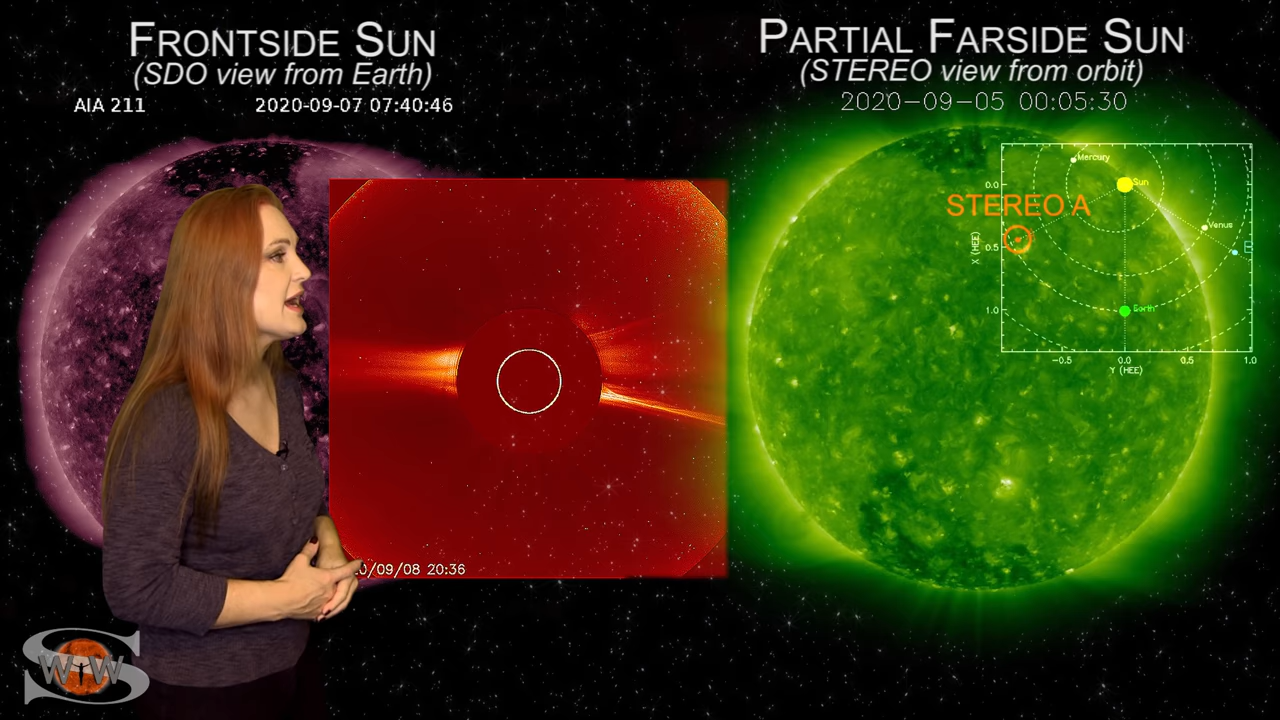 FRONTSIDE SUN
(SDO view from Earth)
AIA 211
2020-09-07 07:40:46
PARTIAL FARSIDE SUN
(STEREO view from orbit)
2020-09-05 00:05:30
STEREO A
Mercury
Sun
Venus
Earth
0.0
0.5
1.0
X (HEE)
-0.5
0.0
0.5
1.0
Y (HEE)
0/09/08 20:36
S
WTW